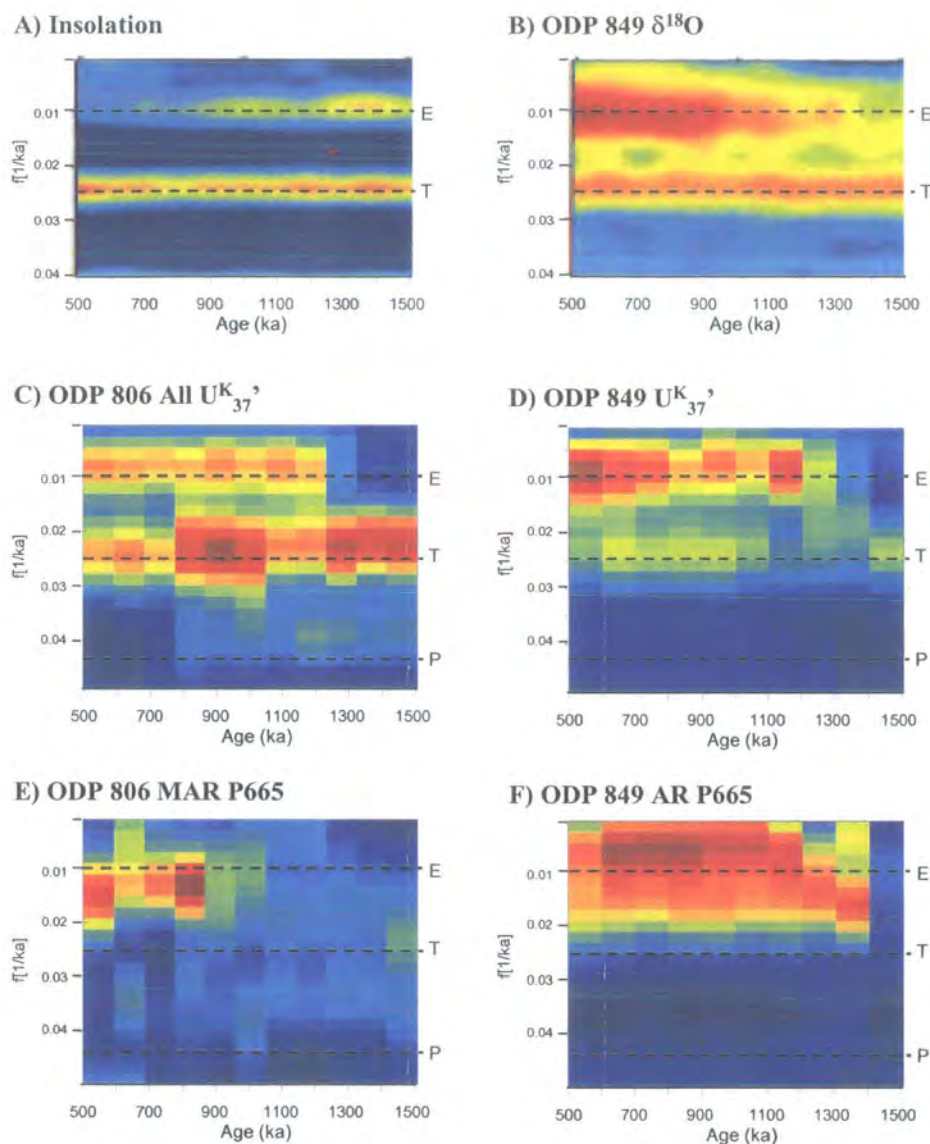 A) Insolation
B) ODP 849 δ¹⁸O
f[1/ka]
0.01
0.02
0.03
0.04
E
T
500 700 900 1100 1300 1500
Age (ka)
f[1/ka]
0.01
0.02
0.03
0.04
E
T
500 700 900 1100 1300 1500
Age (ka)
C) ODP 806 All Uᴷ₃₇’
D) ODP 849 Uᴷ₃₇’
f[1/ka]
0.01
0.02
0.03
0.04
E
T
P
500 700 900 1100 1300 1500
Age (ka)
f[1/ka]
0.01
0.02
0.03
0.04
E
T
P
500 700 900 1100 1300 1500
Age (ka)
E) ODP 806 MAR P665
F) ODP 849 AR P665
f[1/ka]
0.01
0.02
0.03
0.04
E
T
P
500 700 900 1100 1300 1500
Age (ka)
f[1/ka]
0.01
0.02
0.03
0.04
E
T
P
500 700 900 1100 1300 1500
Age (ka)